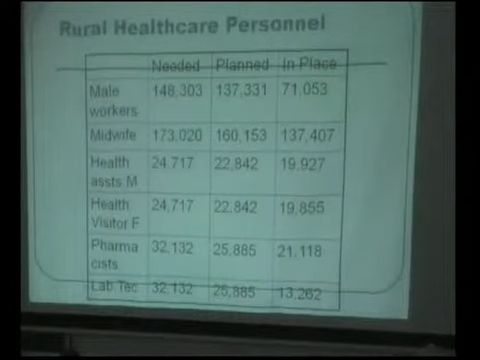 Rural Healthcare Personnel
Needed Planned In Place
Male workers 148,303 137,331 71,053
Midwife 173,020 160,153 137,407
Health assts M 24,717 22,842 19,927
Health Visitor F 24,717 22,842 19,855
Pharma cists 32,132 25,885 21,118
Lab Tec 32,132 25,885 13,262